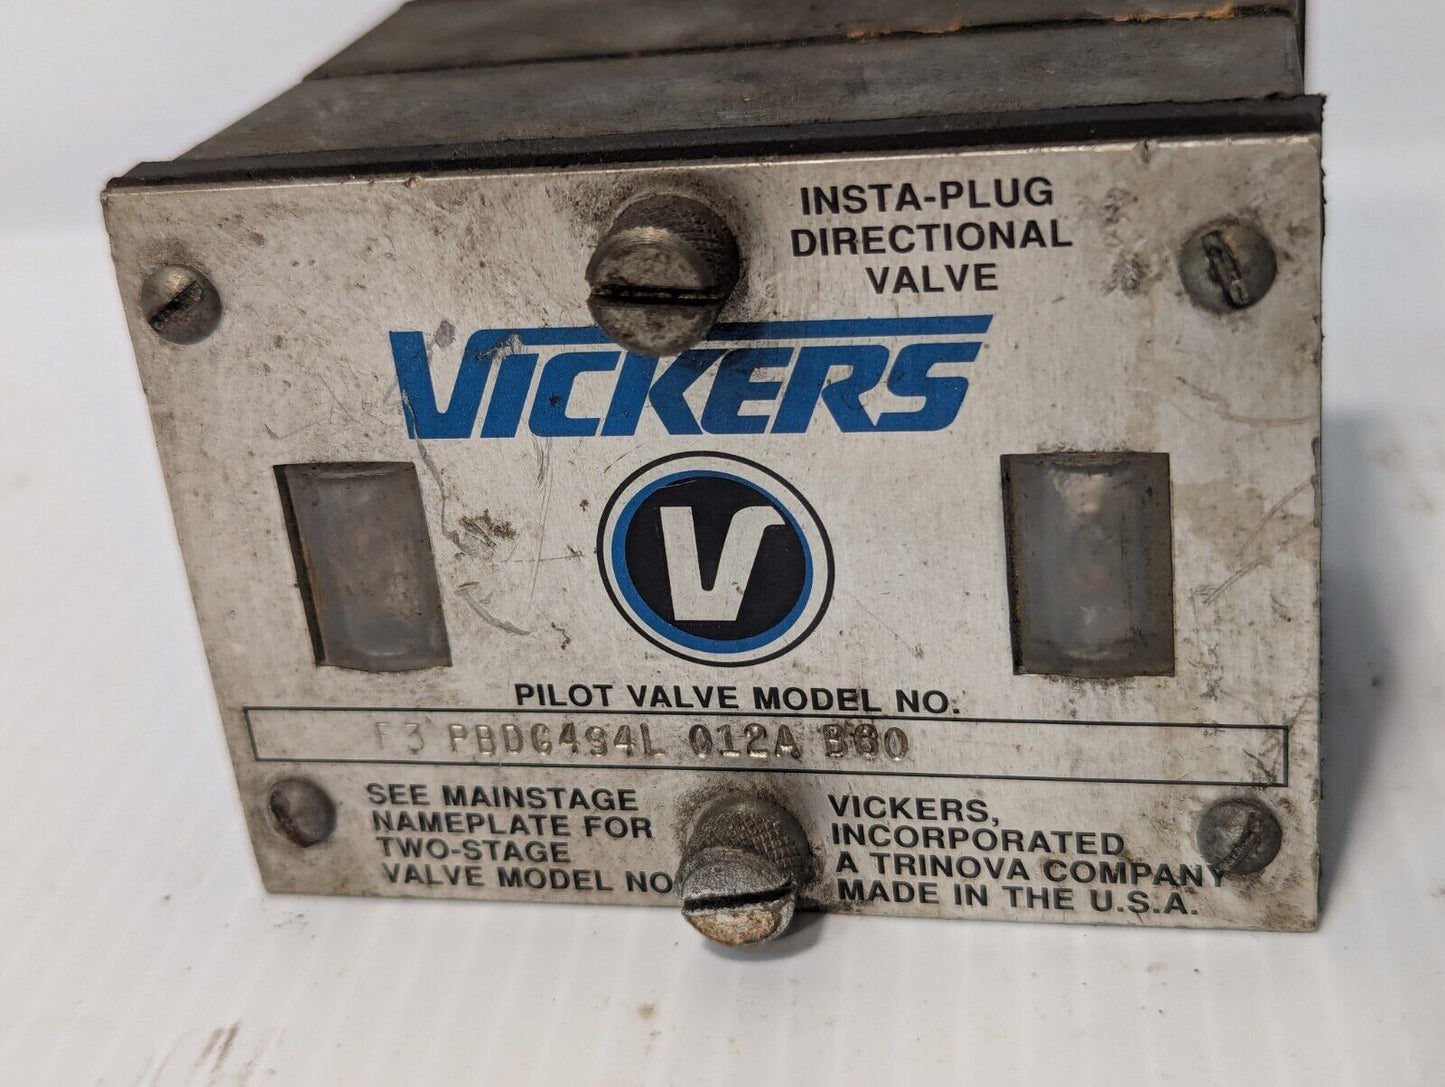 INSTA-PLUG
DIRECTIONAL
VALVE
VICKERS
V
PILOT VALVE MODEL NO.
F3 PBDG4S4L 012A B60
SEE MAINSTAGE
NAMEPLATE FOR
TWO-STAGE
VALVE MODEL NO
VICKERS,
INCORPORATED
A TRINOVA COMPANY
MADE IN THE U.S.A.